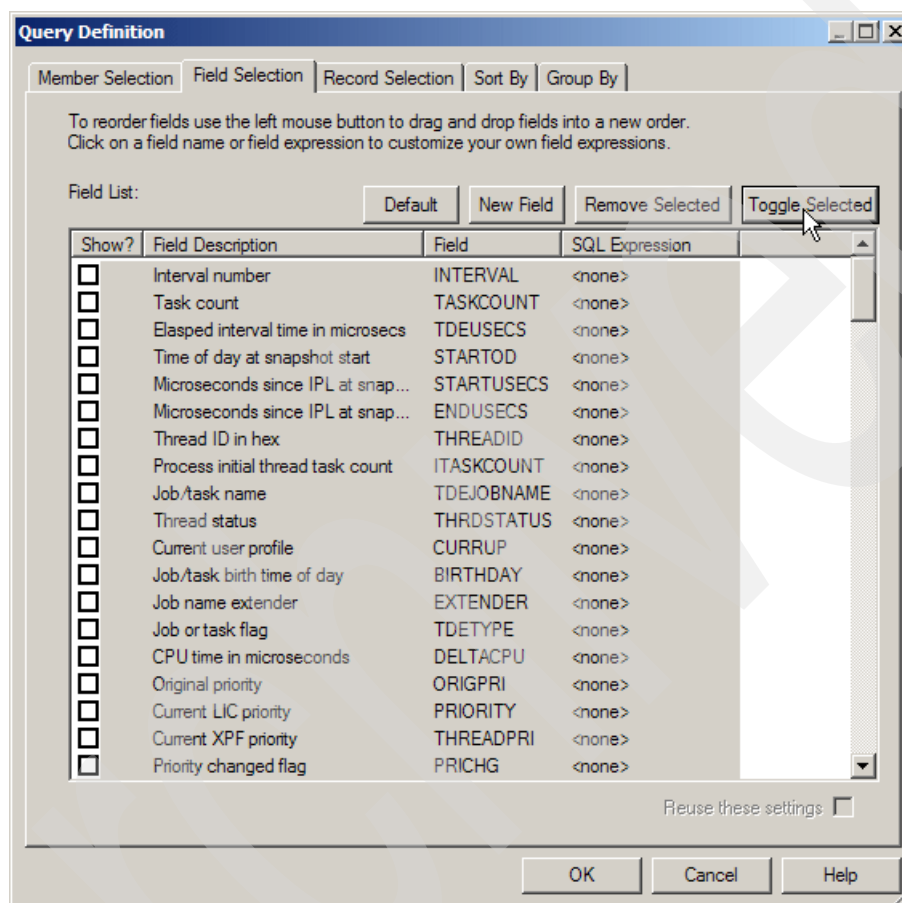 Query Definition
Member Selection Field Selection Record Selection Sort By Group By
To reorder fields use the left mouse button to drag and drop fields into a new order.
Click on a field name or field expression to customize your own field expressions.
Field List: Default New Field Remove Selected Toggle Selected
Show? Field Description Field SQL Expression
Interval number INTERVAL <none>
Task count TASKCOUNT <none>
Elasped interval time in microsecs TDEUSECS <none>
Time of day at snapshot start STARTOD <none>
Microseconds since IPL at snap... STARTUSECS <none>
Microseconds since IPL at snap... ENDUSECS <none>
Thread ID in hex THREADID <none>
Process initial thread task count ITASKCOUNT <none>
Job/task name TDEJOBNAME <none>
Thread status THRDSTATUS <none>
Current user profile CURRUP <none>
Job/task birth time of day BIRTHDAY <none>
Job name extender EXTENDER <none>
Job or task flag TDETYPE <none>
CPU time in microseconds DELTACPU <none>
Original priority ORIGPRI <none>
Current LIC priority PRIORITY <none>
Current XPF priority THREADPRI <none>
Priority changed flag PRICHG <none>
Reuse these settings
OK Cancel Help